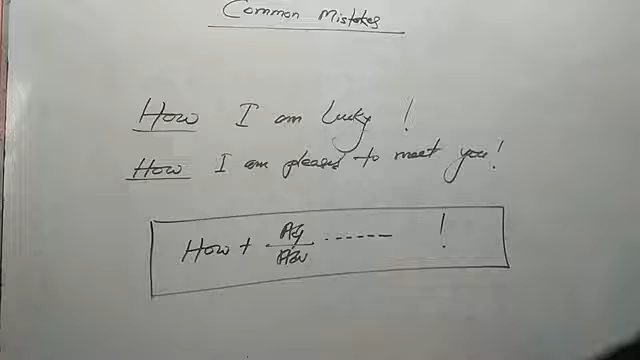 Common Mistakes
How I am Lucky !
How I am pleased to meet you!
How + Adj ------- !
Adv